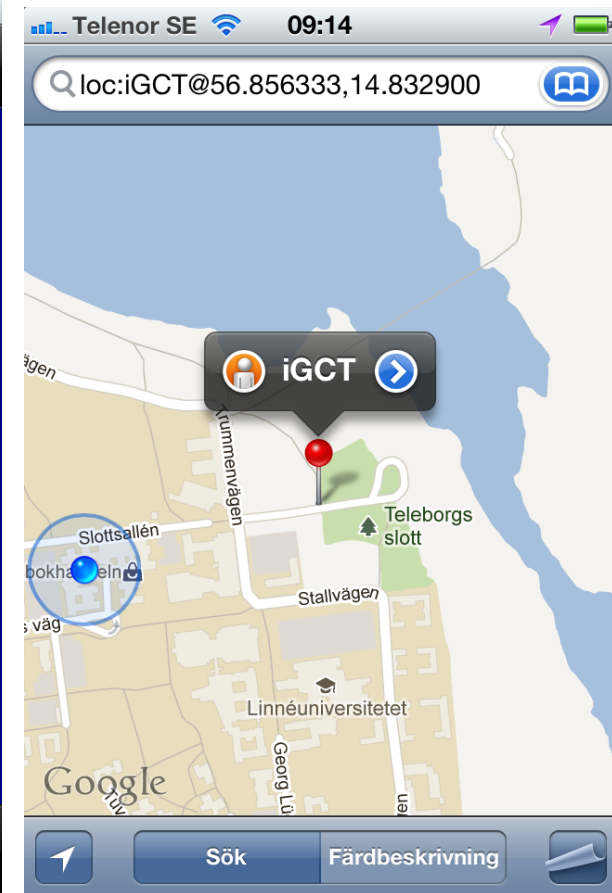 Telenor SE 09:14
loc:iGCT@56.856333,14.832900
iGCT
Trummenvägen
Slottsallén
Teleborgs
slott
väg
Stallvägen
Linnéuniversitetet
Georg Lü
Google
Sök Färdbeskrivning